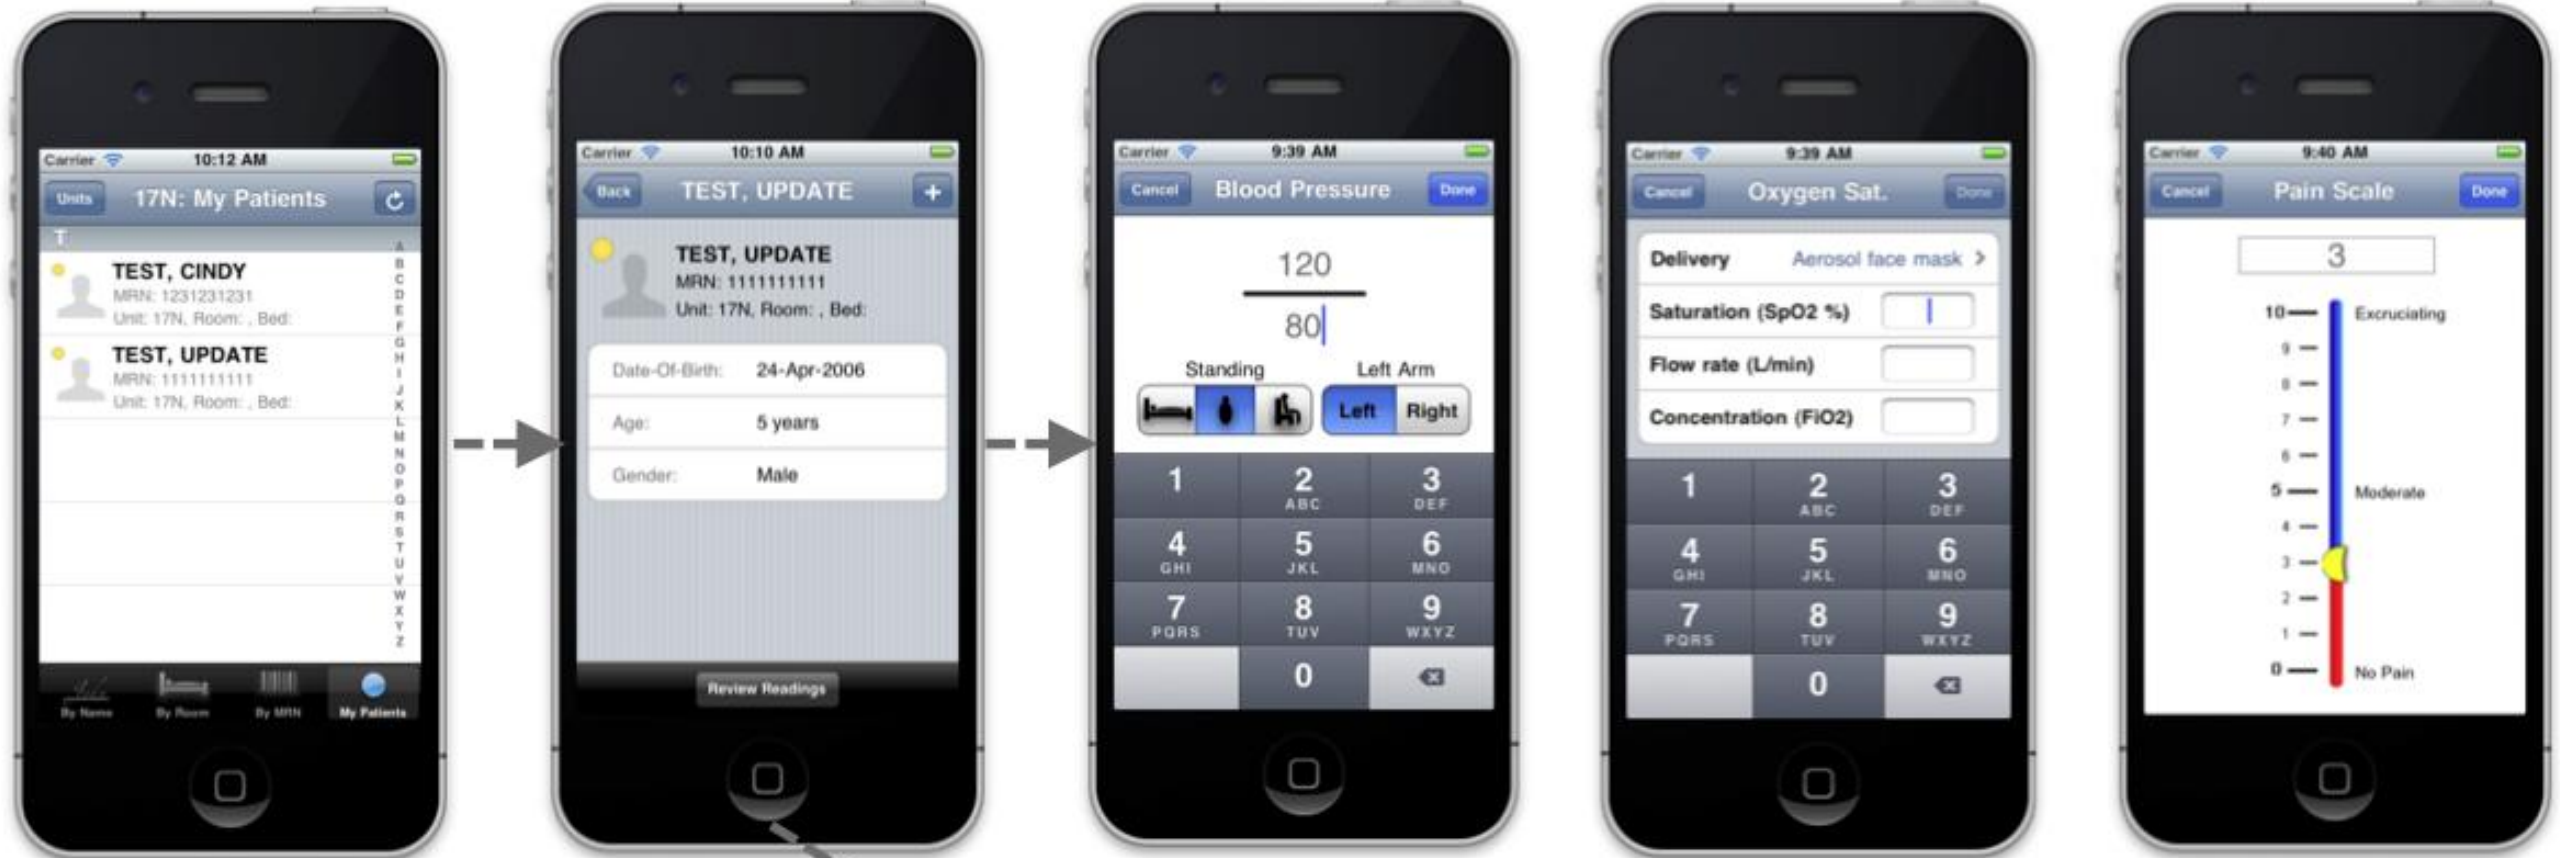 Carrier 10:12 AM
Units 17N: My Patients
T
TEST, CINDY
MRN: 1231231231
Unit: 17N, Room: , Bed:
TEST, UPDATE
MRN: 1111111111
Unit: 17N, Room: , Bed:
A
B
C
D
E
F
G
H
I
J
K
L
M
N
O
P
Q
R
S
T
U
V
W
X
Y
Z
By Name By Room By MRN My Patients
Carrier 10:10 AM
Back TEST, UPDATE +
TEST, UPDATE
MRN: 1111111111
Unit: 17N, Room: , Bed:
Date-Of-Birth: 24-Apr-2006
Age: 5 years
Gender: Male
Review Readings
Carrier 9:39 AM
Cancel Blood Pressure Done
120
80
Standing Left Arm
Left Right
1 2 3
ABC DEF
4 5 6
GHI JKL MNO
7 8 9
PQRS TUV WXYZ
0
Carrier 9:39 AM
Cancel Oxygen Sat. Done
Delivery Aerosol face mask >
Saturation (SpO2 %)
Flow rate (L/min)
Concentration (FiO2)
1 2 3
ABC DEF
4 5 6
GHI JKL MNO
7 8 9
PQRS TUV WXYZ
0
Carrier 9:40 AM
Cancel Pain Scale Done
3
10 Excruciating
9
8
7
6
5 Moderate
4
3
2
1
0 No Pain